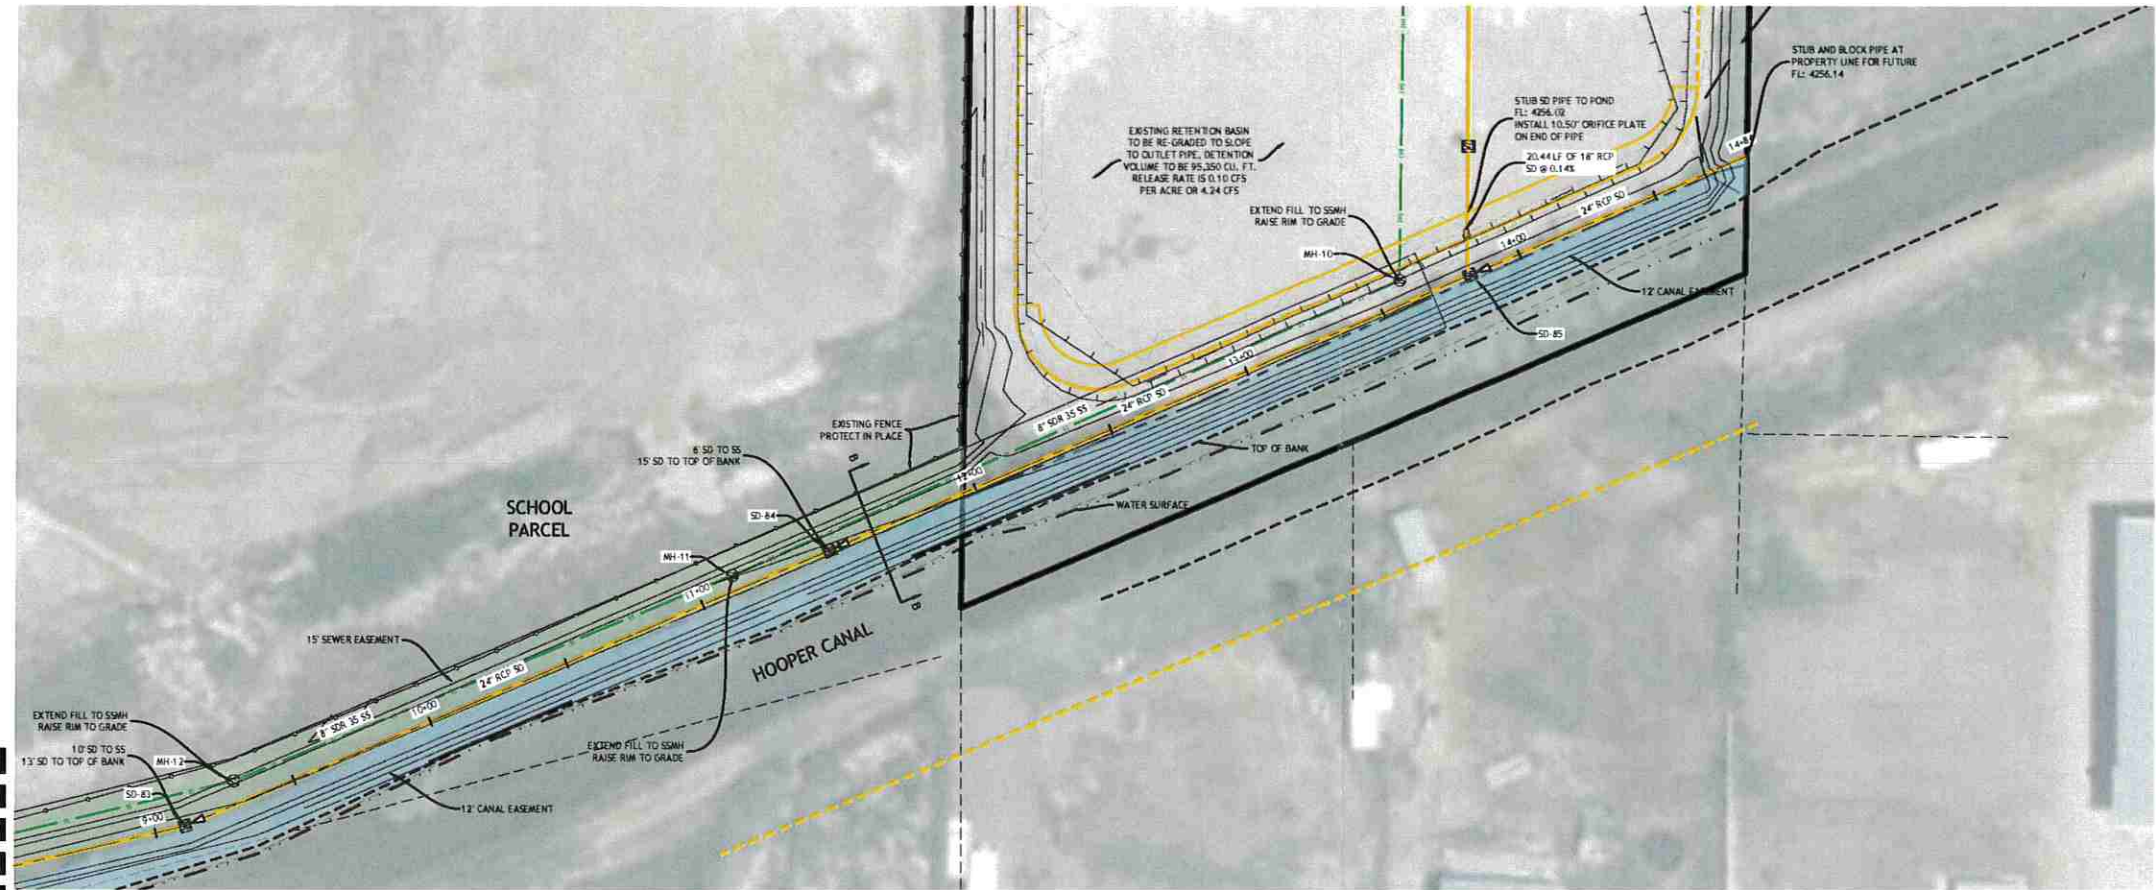 STUB AND BLOCK PIPE AT
PROPERTY LINE FOR FUTURE
FL: 4256.14
STUB SD PIPE TO POND
FL: 4256.02
INSTALL 10.50" ORIFICE PLATE
ON END OF PIPE
20.44 LF OF 18" RCP
SD @ 0.14%
EXISTING RETENTION BASIN
TO BE RE-GRADED TO SLOPE
TO OUTLET PIPE, DETENTION
VOLUME TO BE 95,350 CU. FT.
RELEASE RATE IS 0.10 CFS
PER ACRE OR 4.24 CFS
EXTEND FILL TO SSMH
RAISE RIM TO GRADE
MH-10
24" RCP SD
14+00
12' CANAL EASEMENT
SD-85
13+00
8" SDR 35 SS
24" RCP SD
TOP OF BANK
WATER SURFACE
EXISTING FENCE
PROTECT IN PLACE
12+00
6' SD TO SS
15' SD TO TOP OF BANK
B
B
SCHOOL
PARCEL
SD-84
MH-11
11+00
HOOPER CANAL
15' SEWER EASEMENT
24" RCP SD
10+00
8" SDR 35 SS
EXTEND FILL TO SSMH
RAISE RIM TO GRADE
EXTEND FILL TO SSMH
RAISE RIM TO GRADE
10' SD TO SS
13' SD TO TOP OF BANK
MH-12
SD-83
9+00
12' CANAL EASEMENT